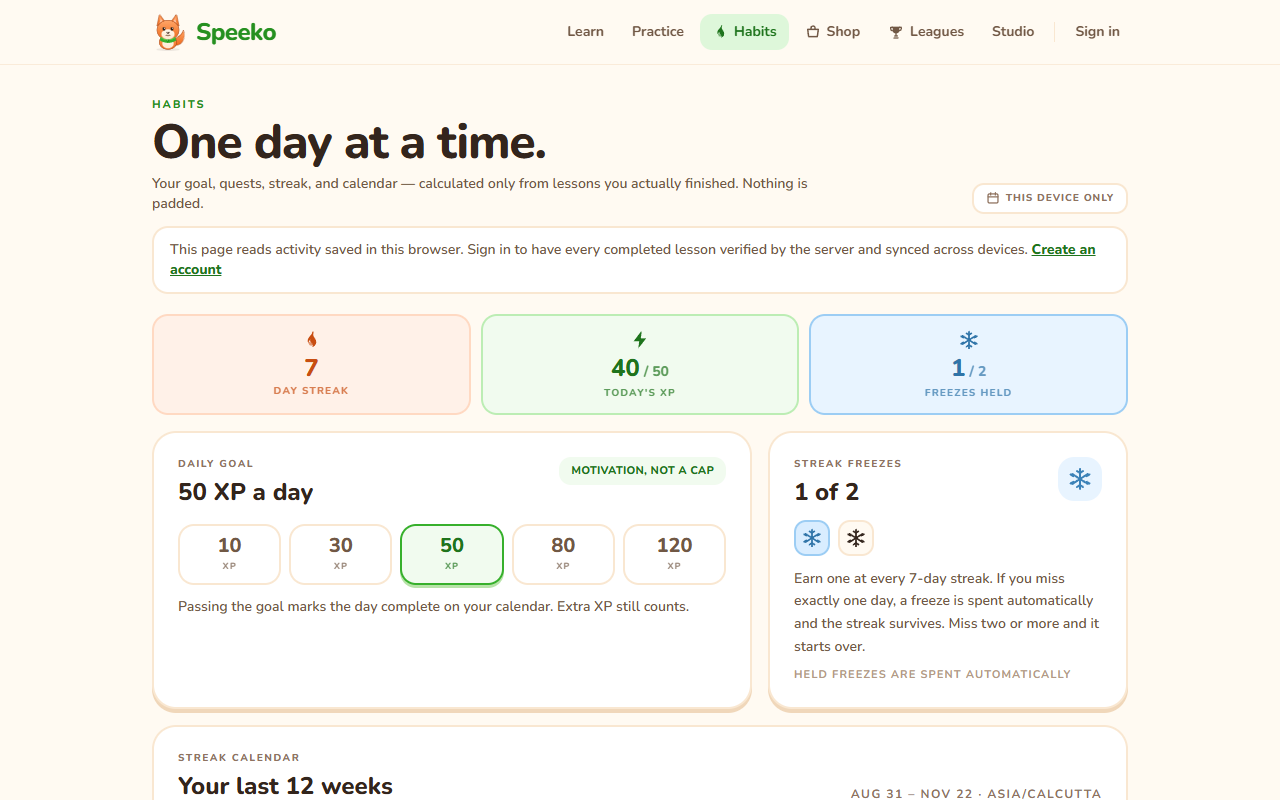 Speeko
Learn
Practice
Habits
Shop
Leagues
Studio
Sign in
HABITS
One day at a time.
Your goal, quests, streak, and calendar — calculated only from lessons you actually finished. Nothing is
padded.
THIS DEVICE ONLY
This page reads activity saved in this browser. Sign in to have every completed lesson verified by the server and synced across devices. Create an
account
7
DAY STREAK
40 / 50
TODAY'S XP
1 / 2
FREEZES HELD
DAILY GOAL
50 XP a day
MOTIVATION, NOT A CAP
10
XP
30
XP
50
XP
80
XP
120
XP
Passing the goal marks the day complete on your calendar. Extra XP still counts.
STREAK FREEZES
1 of 2
Earn one at every 7-day streak. If you miss
exactly one day, a freeze is spent automatically
and the streak survives. Miss two or more and it
starts over.
HELD FREEZES ARE SPENT AUTOMATICALLY
STREAK CALENDAR
Your last 12 weeks
AUG 31 – NOV 22 · ASIA/CALCUTTA